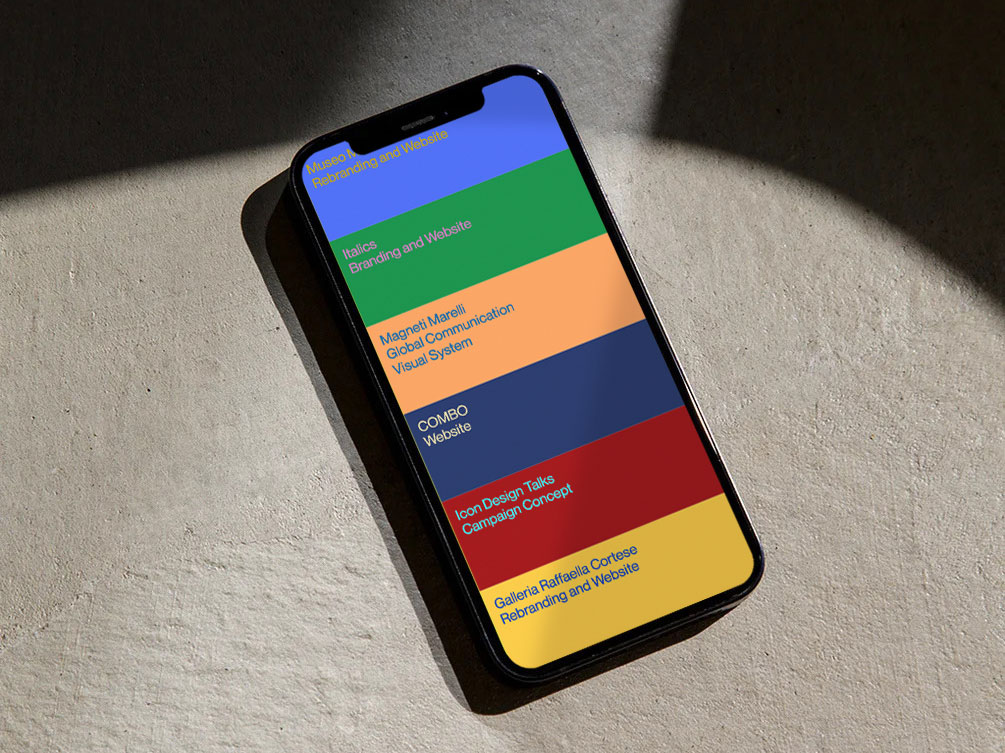 Museo
Rebranding and Website
Italics
Branding and Website
Magneti Marelli
Global Communication
Visual System
COMBO
Website
Icon Design Talks
Campaign Concept
Galleria Raffaella Cortese
Rebranding and Website